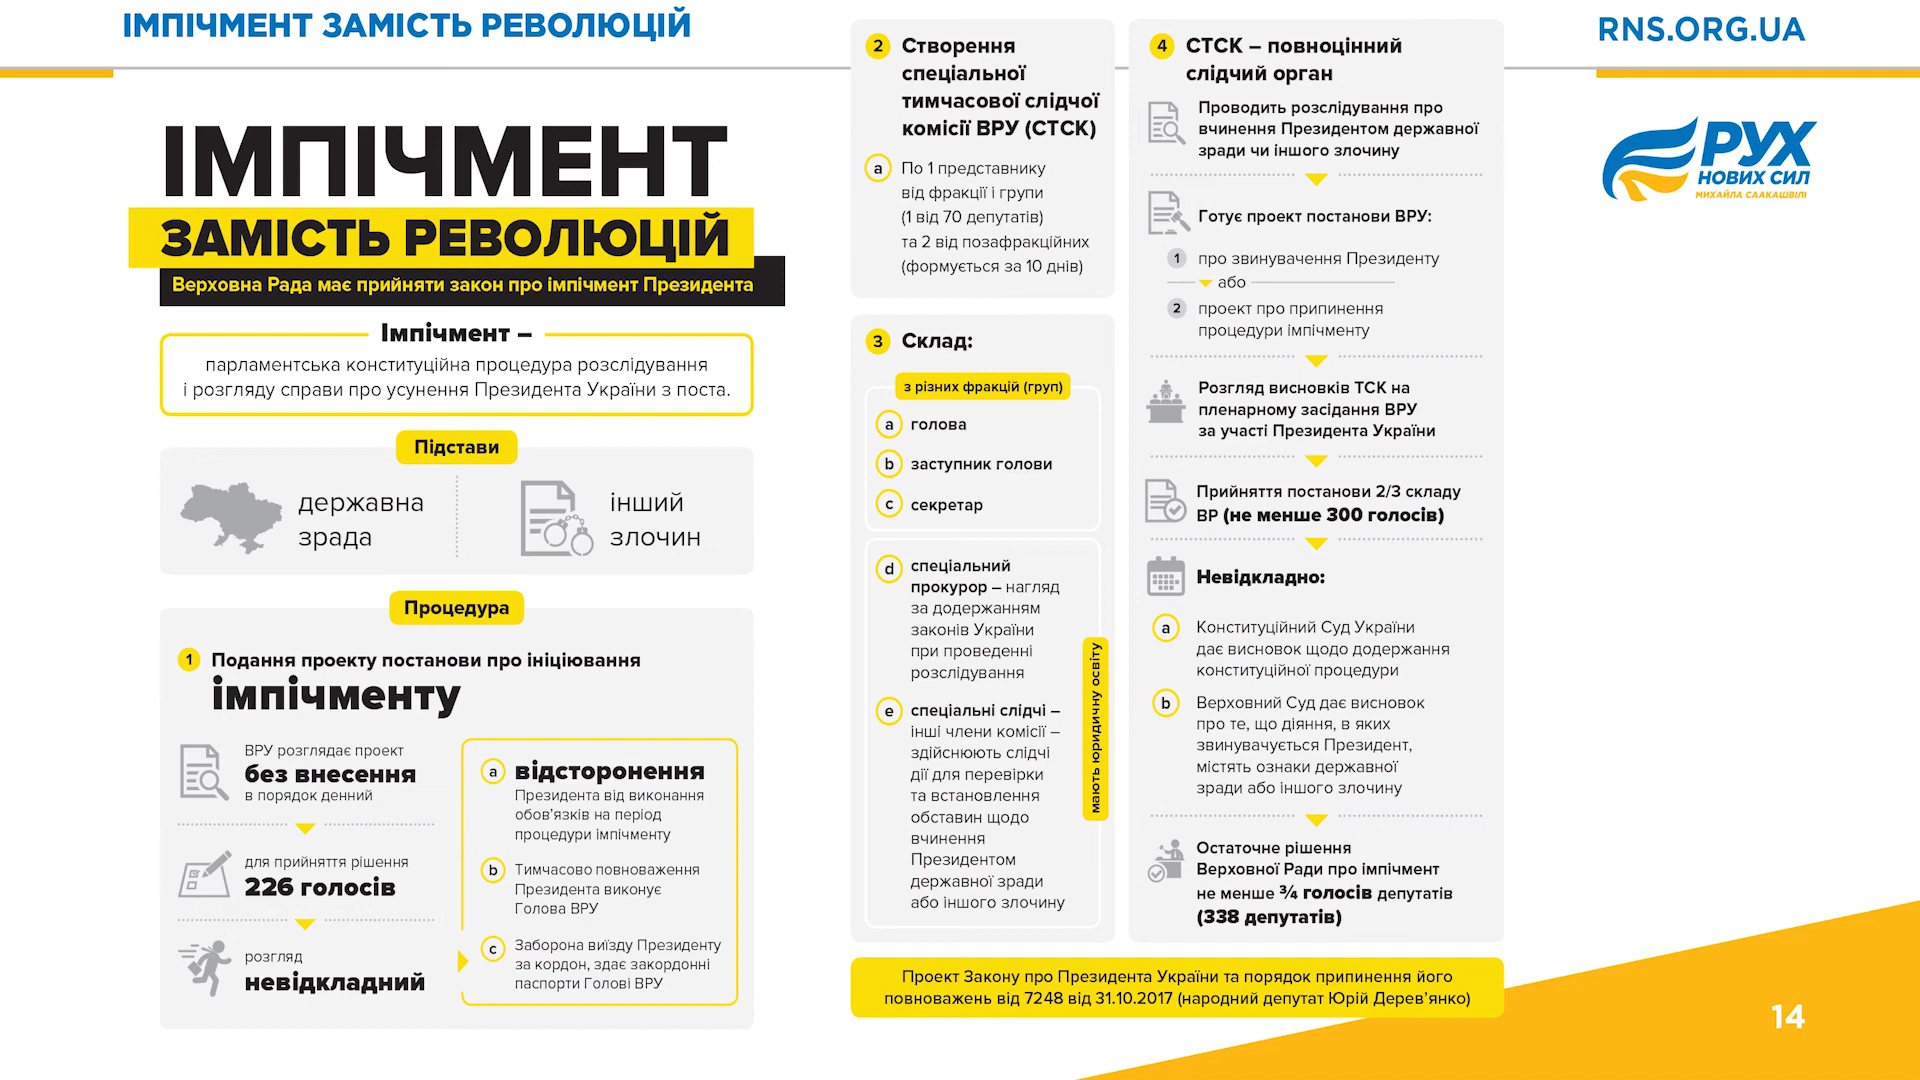 ІМПІЧМЕНТ ЗАМІСТЬ РЕВОЛЮЦІЙ
RNS.ORG.UA
РУХ
НОВИХ СИЛ
МИХАЙЛА СААКАШВІЛІ
ІМПІЧМЕНТ
ЗАМІСТЬ РЕВОЛЮЦІЙ
Верховна Рада має прийняти закон про імпічмент Президента
Імпічмент –
парламентська конституційна процедура розслідування
і розгляду справи про усунення Президента України з поста.
Підстави
державна
зрада
інший
злочин
Процедура
1 Подання проекту постанови про ініціювання
імпічменту
ВРУ розглядає проект
без внесення
в порядок денний
для прийняття рішення
226 голосів
розгляд
невідкладний
a відсторонення
Президента від виконання
обов’язків на період
процедури імпічменту
b Тимчасово повноваження
Президента виконує
Голова ВРУ
c Заборона виїзду Президенту
за кордон, здає закордонні
паспорти Голові ВРУ
2 Створення
спеціальної
тимчасової слідчої
комісії ВРУ (СТСК)
a По 1 представнику
від фракції і групи
(1 від 70 депутатів)
та 2 від позафракційних
(формується за 10 днів)
3 Склад:
з різних фракцій (груп)
a голова
b заступник голови
c секретар
d спеціальний
прокурор – нагляд
за додержанням
законів України
при проведенні
розслідування
e спеціальні слідчі –
інші члени комісії –
здійснюють слідчі
дії для перевірки
та встановлення
обставин щодо
вчинення
Президентом
державної зради
або іншого злочину
мають юридичну освіту
4 СТСК – повноцінний
слідчий орган
Проводить розслідування про
вчинення Президентом державної
зради чи іншого злочину
Готує проект постанови ВРУ:
1 про звинувачення Президенту
або
2 проект про припинення
процедури імпічменту
Розгляд висновків ТСК на
пленарному засіданні ВРУ
за участі Президента України
Прийняття постанови 2/3 складу
ВР (не менше 300 голосів)
Невідкладно:
a Конституційний Суд України
дає висновок щодо додержання
конституційної процедури
b Верховний Суд дає висновок
про те, що діяння, в яких
звинувачується Президент,
містять ознаки державної
зради або іншого злочину
Остаточне рішення
Верховної Ради про імпічмент
не менше ¾ голосів депутатів
(338 депутатів)
Проект Закону про Президента України та порядок припинення його
повноважень від 7248 від 31.10.2017 (народний депутат Юрій Дерев’янко)
14